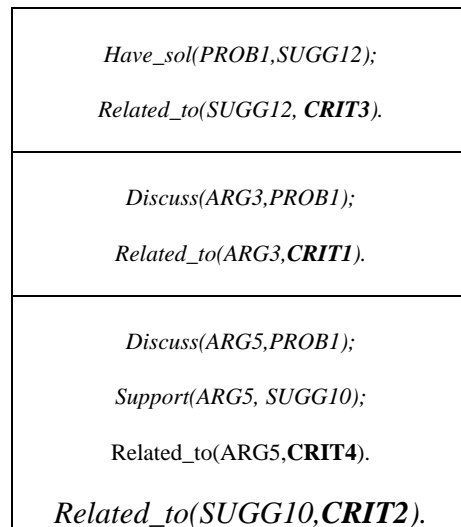 Have_sol(PROB1,SUGG12);
Related_to(SUGG12, CRIT3).
Discuss(ARG3,PROB1);
Related_to(ARG3,CRIT1).
Discuss(ARG5,PROB1);
Support(ARG5, SUGG10);
Related_to(ARG5,CRIT4).
Related_to(SUGG10,CRIT2).